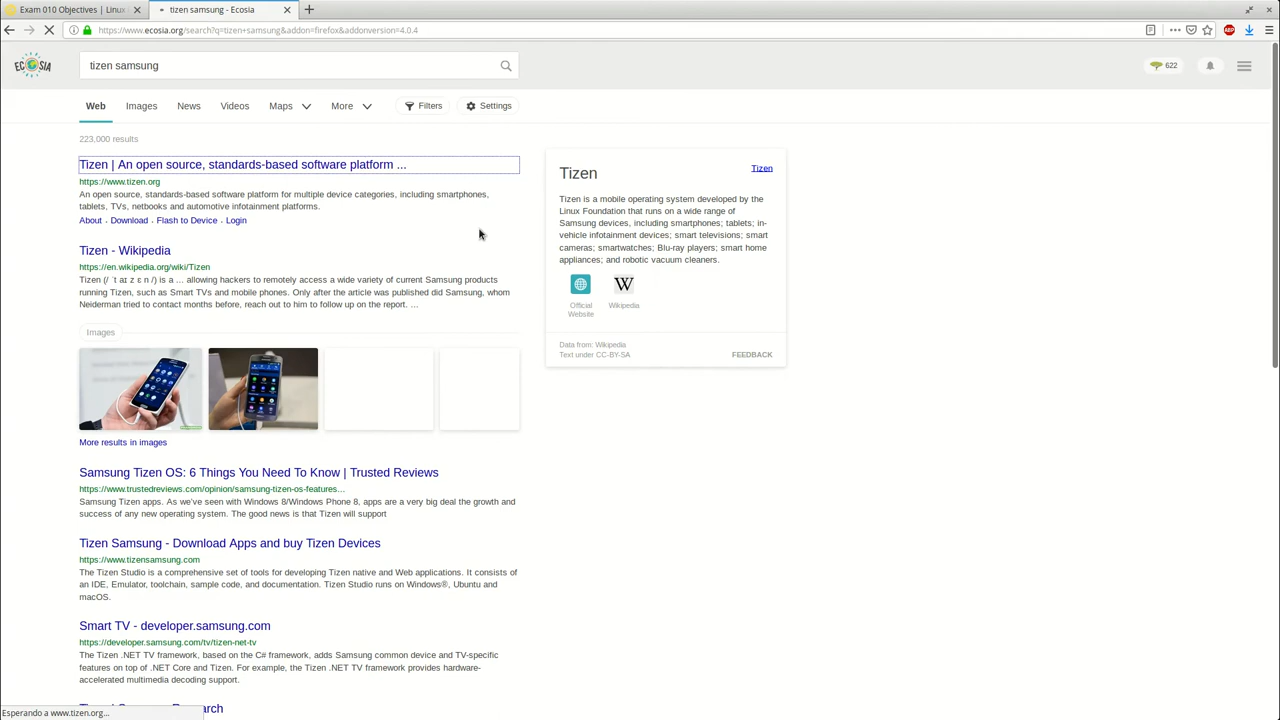 Exam 010 Objectives | Linux
tizen samsung - Ecosia
https://www.ecosia.org/search?q=tizen+samsung&addon=firefox&addonversion=4.0.4
ABP
ECOSIA
tizen samsung
622
Web
Images
News
Videos
Maps
More
Filters
Settings
223,000 results
Tizen | An open source, standards-based software platform ...
https://www.tizen.org
An open source, standards-based software platform for multiple device categories, including smartphones,
tablets, TVs, netbooks and automotive infotainment platforms.
About . Download . Flash to Device . Login
Tizen - Wikipedia
https://en.wikipedia.org/wiki/Tizen
Tizen (/ ˈt aɪ z ɛ n /) is a ... allowing hackers to remotely access a wide variety of current Samsung products
running Tizen, such as Smart TVs and mobile phones. Only after the article was published did Samsung, whom
Neiderman tried to contact months before, reach out to him to follow up on the report. ...
Images
More results in images
Samsung Tizen OS: 6 Things You Need To Know | Trusted Reviews
https://www.trustedreviews.com/opinion/samsung-tizen-os-features...
Samsung Tizen apps. As we've seen with Windows 8/Windows Phone 8, apps are a very big deal the growth and
success of any new operating system. The good news is that Tizen will support
Tizen Samsung - Download Apps and buy Tizen Devices
https://www.tizensamsung.com
The Tizen Studio is a comprehensive set of tools for developing Tizen native and Web applications. It consists of
an IDE, Emulator, toolchain, sample code, and documentation. Tizen Studio runs on Windows®, Ubuntu and
macOS.
Smart TV - developer.samsung.com
https://developer.samsung.com/tv/tizen-net-tv
The Tizen .NET TV framework, based on the C# framework, adds Samsung common device and TV-specific
features on top of .NET Core and Tizen. For example, the Tizen .NET TV framework provides hardware-
accelerated multimedia decoding support.
Tizen
Tizen
Tizen is a mobile operating system developed by the
Linux Foundation that runs on a wide range of
Samsung devices, including smartphones; tablets; in-
vehicle infotainment devices; smart televisions; smart
cameras; smartwatches; Blu-ray players; smart home
appliances; and robotic vacuum cleaners.
W
Official
Website
Wikipedia
Data from: Wikipedia
Text under CC-BY-SA
FEEDBACK
Esperando a www.tizen.org...